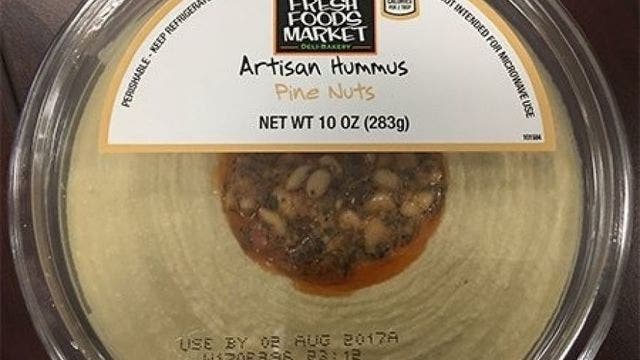 FRESH
FOODS
MARKET
DELI-BAKERY
PERISHABLE • KEEP REFRIGERA
NOT INTENDED FOR MICROWAVE USE
Artisan Hummus
Pine Nuts
NET WT 10 OZ (283g)
USE BY 02 AUG 2017A